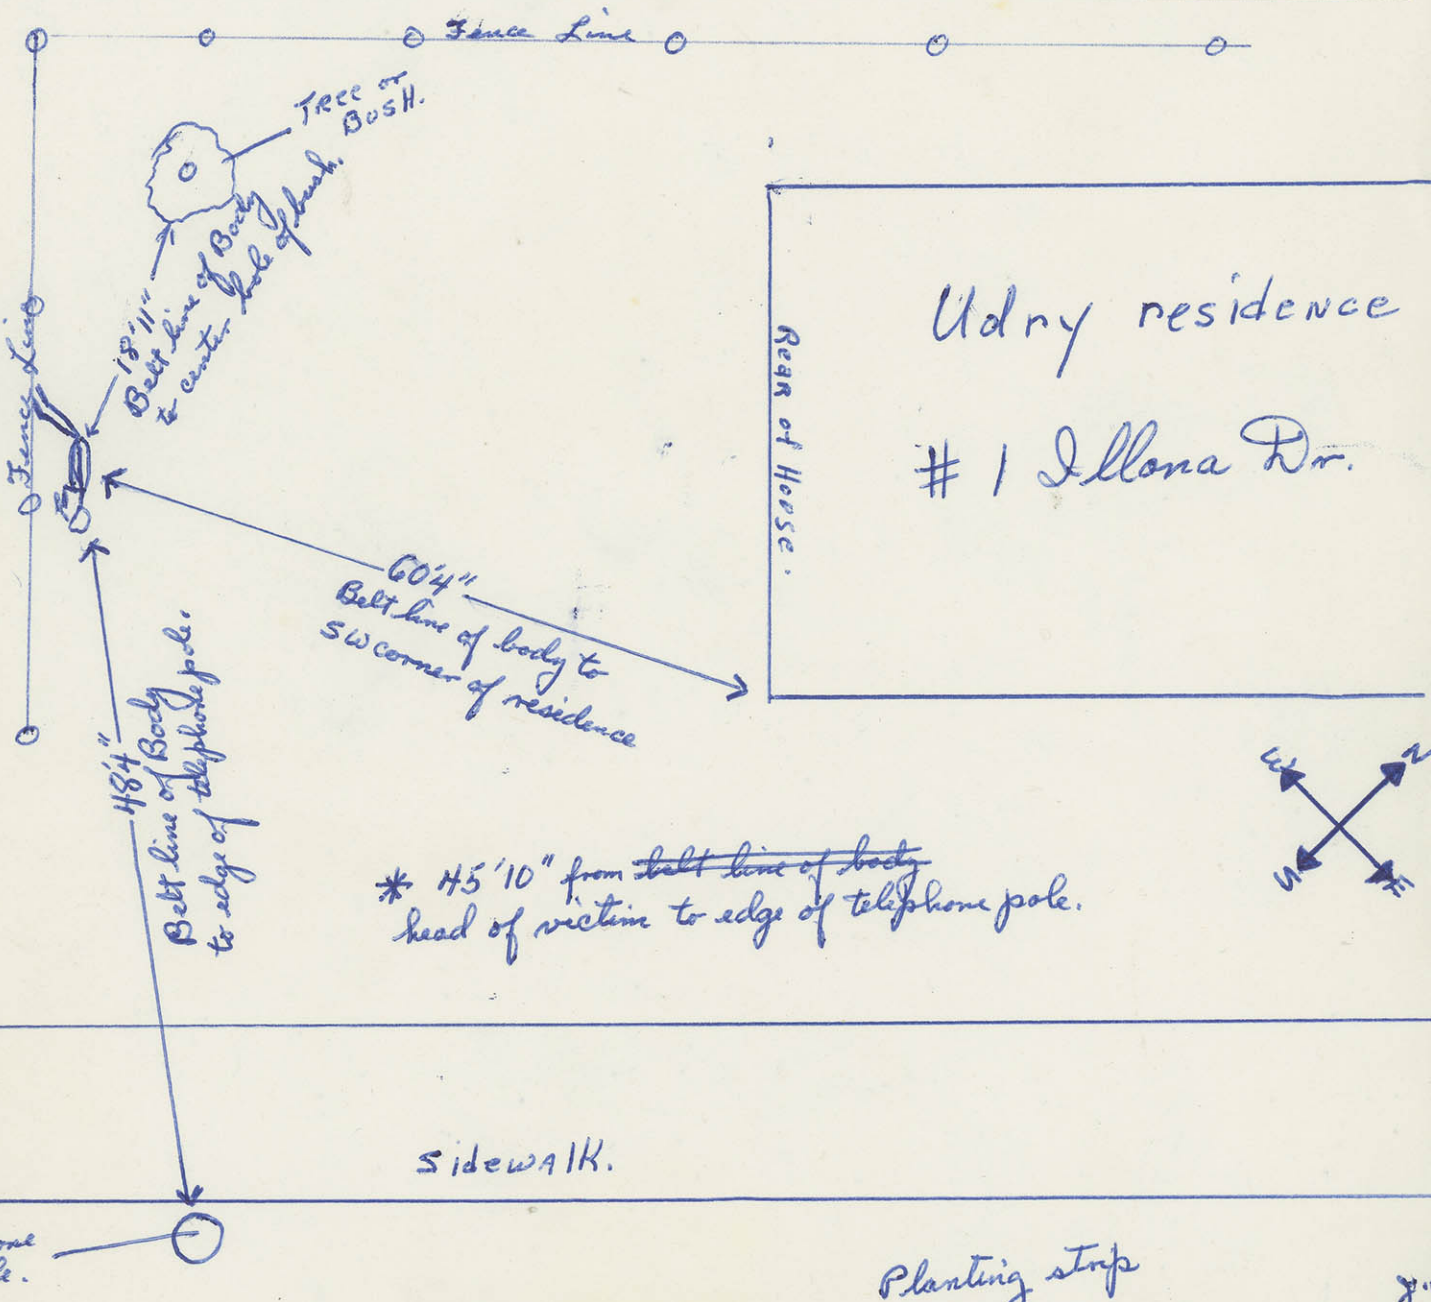 Fence Line
TREE or
BUSH.
18'11"
Belt line of Body
to center hole of bush.
Fence Line
Udry residence
# 1 Illona Dr.
Rear of House.
60'4"
Belt line of body to
SW corner of residence
48'4"
Belt line of Body
to edge of telephone pole.
W N
S E
* 45'10" from belt line of body
head of victim to edge of telephone pole.
Sidewalk.
Planting strip